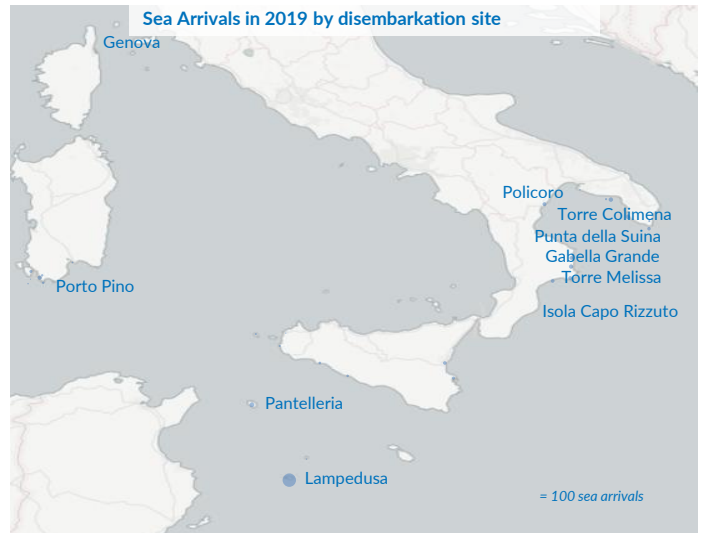 Sea Arrivals in 2019 by disembarkation site
Genova
Policoro
Torre Colimena
Punta della Suina
Gabella Grande
Torre Melissa
Porto Pino
Isola Capo Rizzuto
Pantelleria
Lampedusa
= 100 sea arrivals